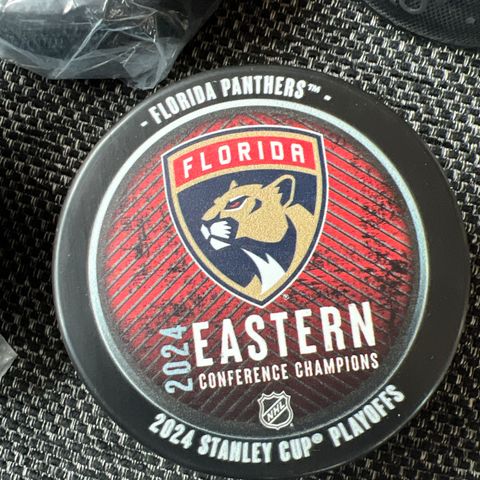 - FLORIDA PANTHERS™ -
FLORIDA
®
2024
EASTERN
CONFERENCE CHAMPIONS
NHL
2024 STANLEY CUP® PLAYOFFS